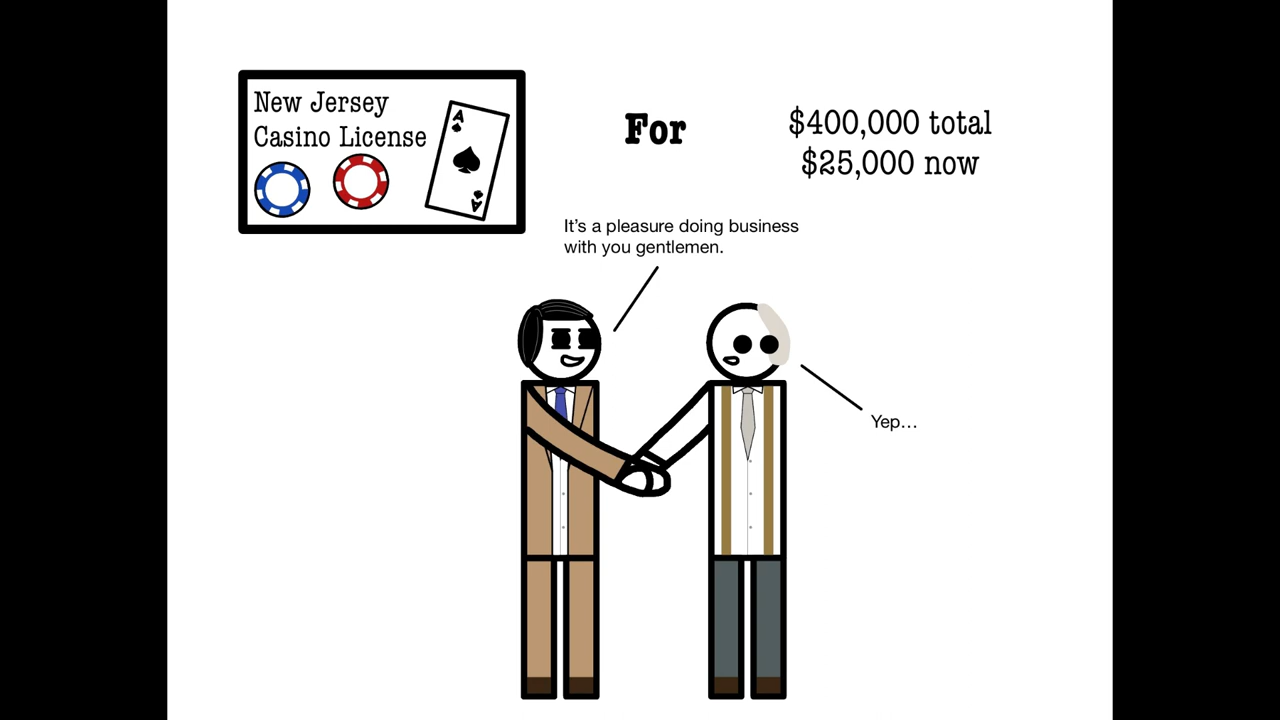 New Jersey
Casino License
A
A
For
$400,000 total
$25,000 now
It's a pleasure doing business
with you gentlemen.
Yep…